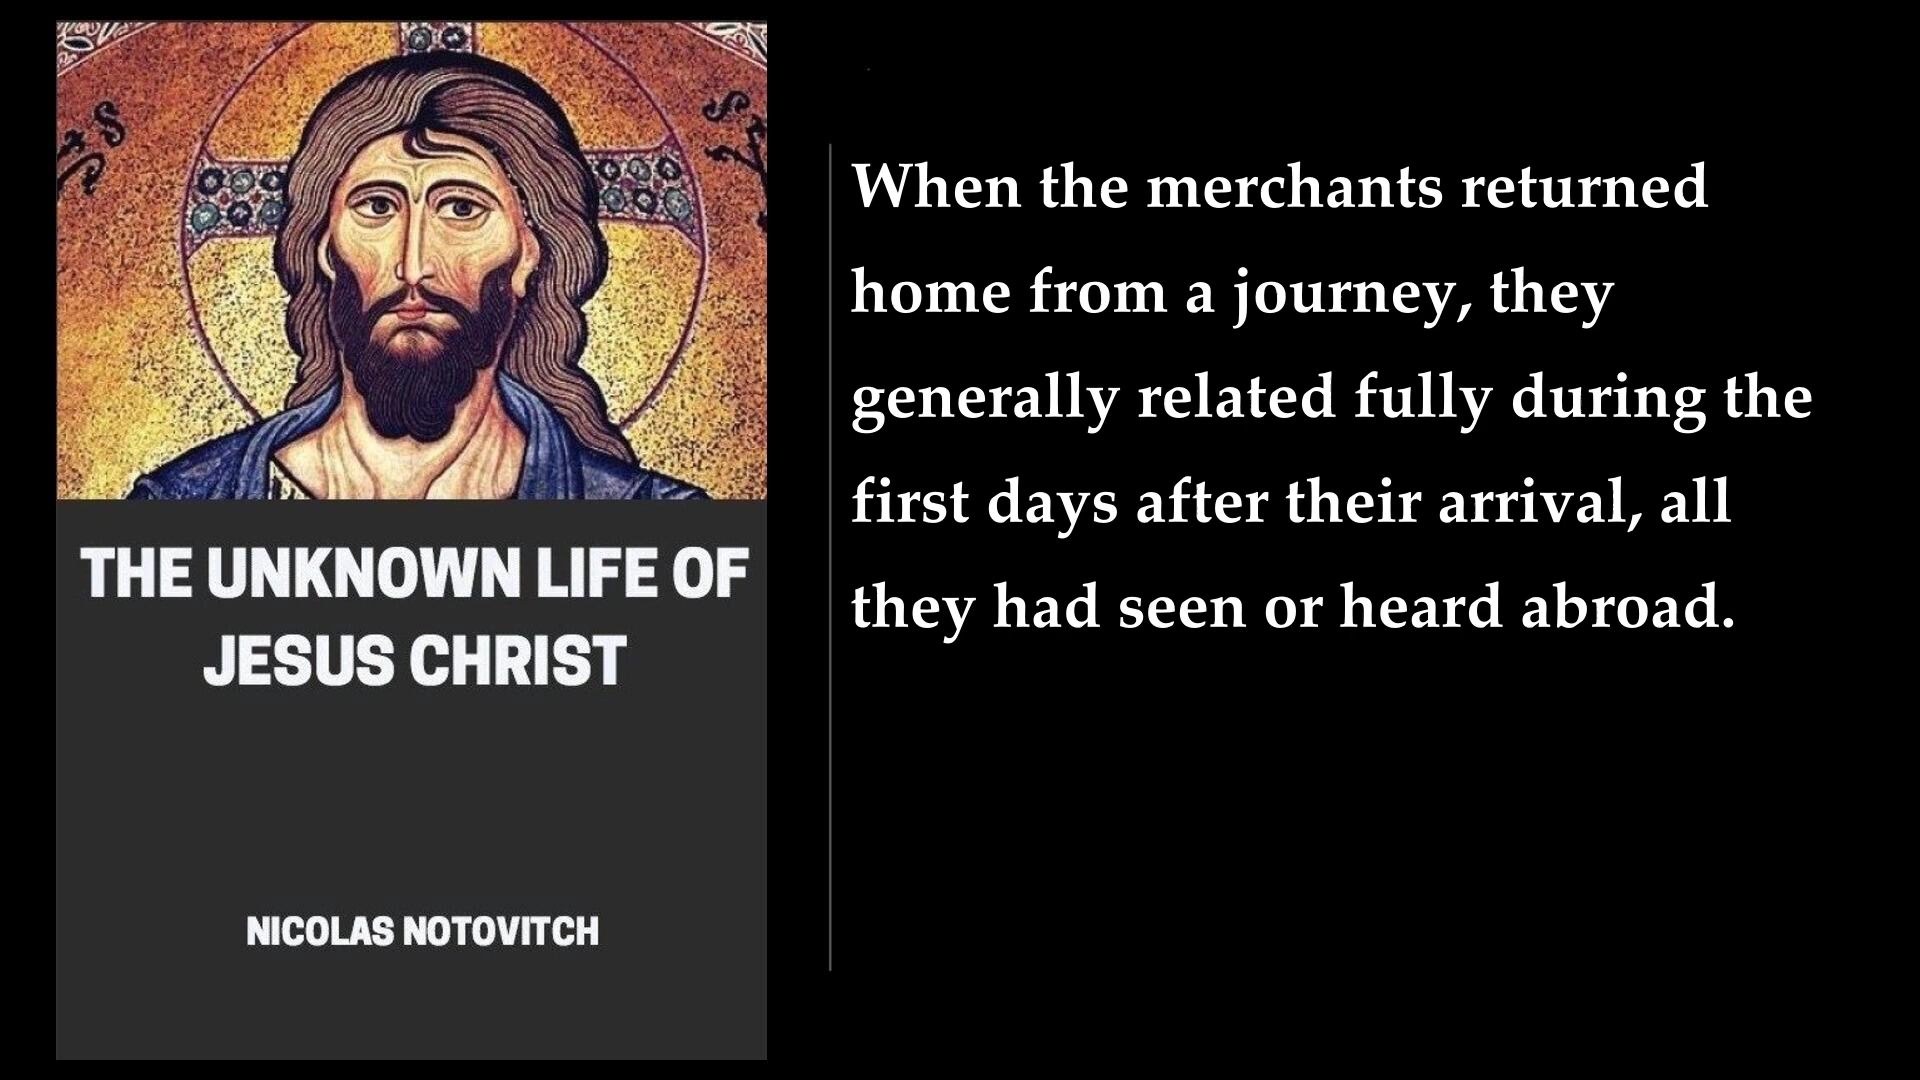 THE UNKNOWN LIFE OF
JESUS CHRIST
NICOLAS NOTOVITCH
When the merchants returned
home from a journey, they
generally related fully during the
first days after their arrival, all
they had seen or heard abroad.